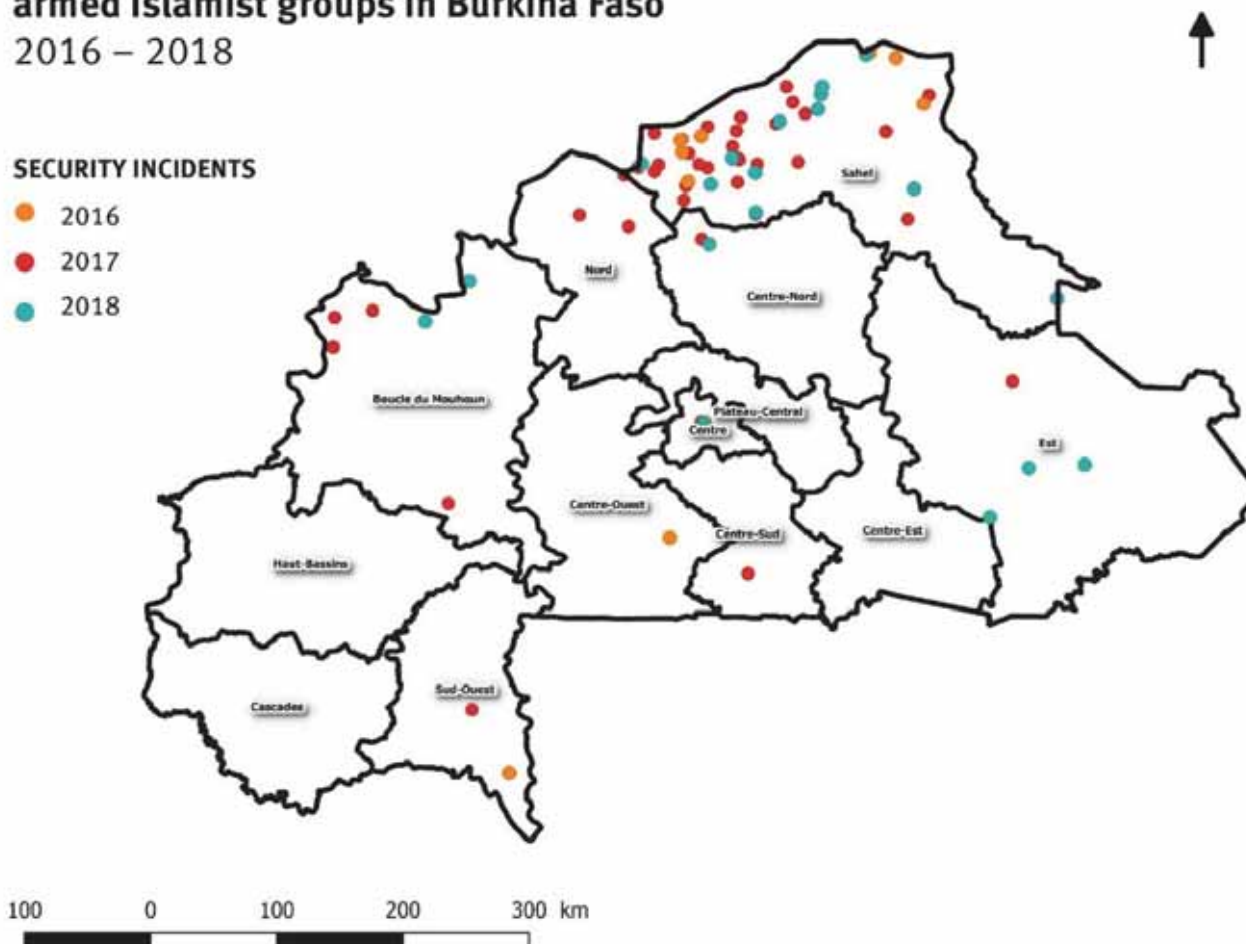 armed Islamist groups in Burkina Faso
2016 – 2018
SECURITY INCIDENTS
2016
2017
2018
Sahel
Nord
Centre-Nord
Boucle du Mouhoun
Plateau-Central
Centre
Est
Centre-Ouest
Centre-Sud
Centre-Est
Haut-Bassins
Sud-Ouest
Cascades
100 0 100 200 300 km